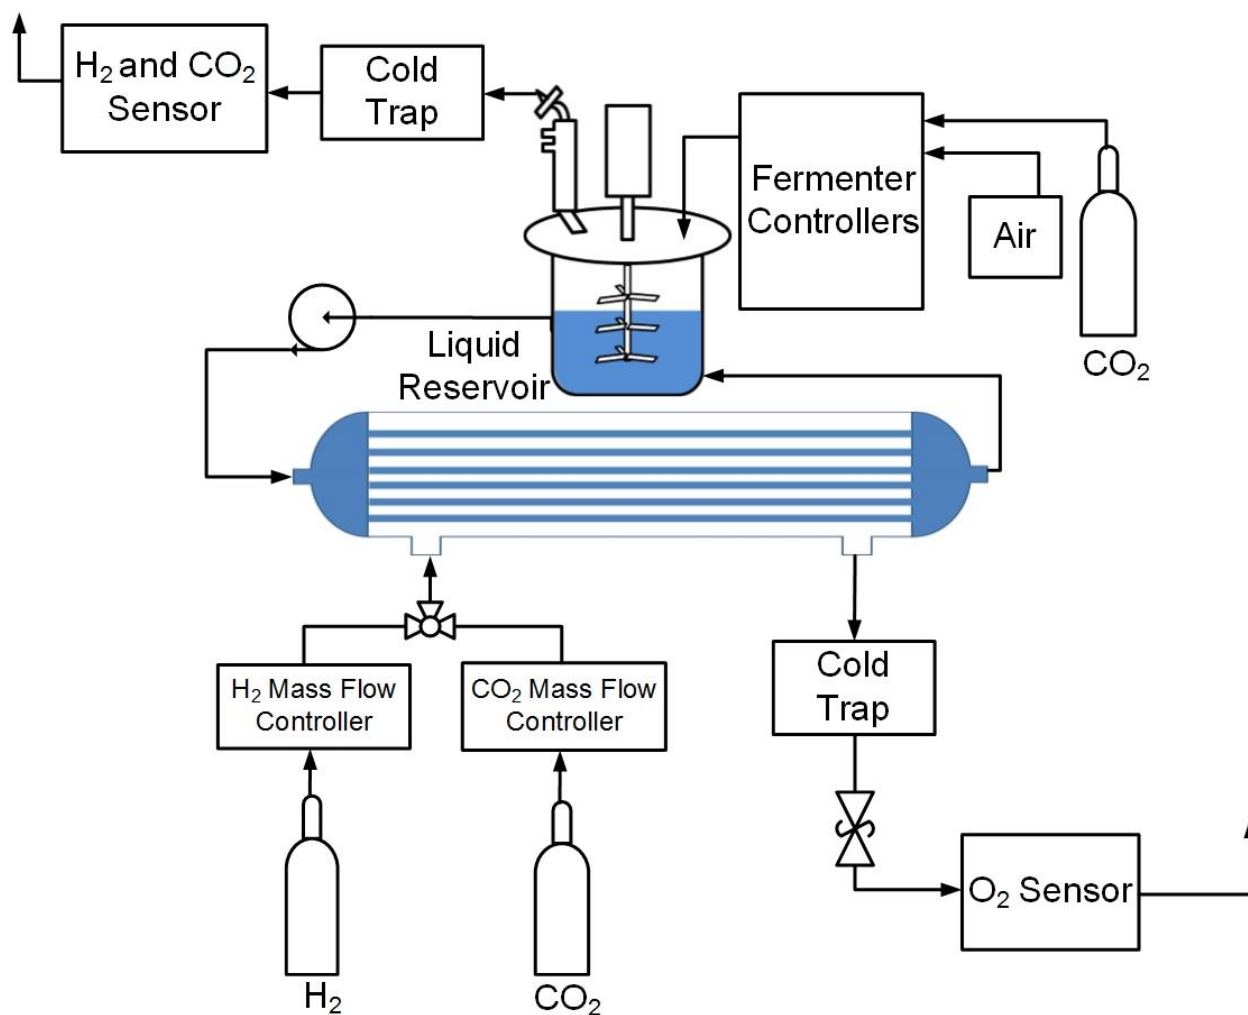 H₂ and CO₂
Sensor
Cold
Trap
Fermenter
Controllers
Air
CO₂
Liquid
Reservoir
H₂ Mass Flow
Controller
CO₂ Mass Flow
Controller
Cold
Trap
O₂ Sensor
H₂
CO₂